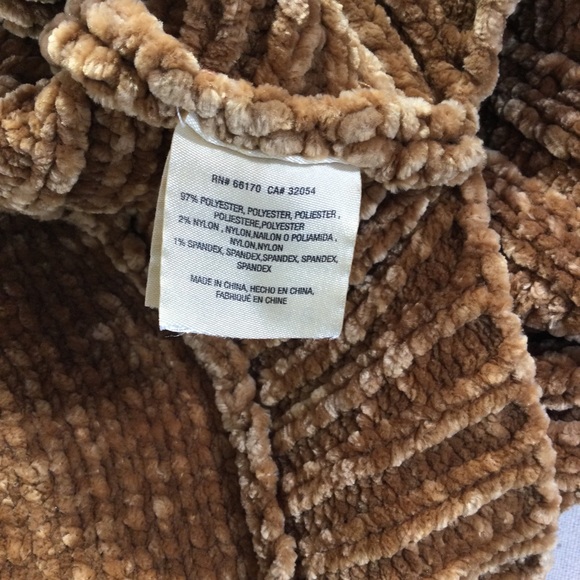 RN# 66170 CA# 32054
97% POLYESTER, POLYESTER, POLIESTER,
POLIESTERE,POLYESTER
2% NYLON , NYLON,NAILON O POLIAMIDA ,
NYLON,NYLON
1% SPANDEX, SPANDEX,SPANDEX, SPANDEX,
SPANDEX
MADE IN CHINA, HECHO EN CHINA,
FABRIQUÉ EN CHINE